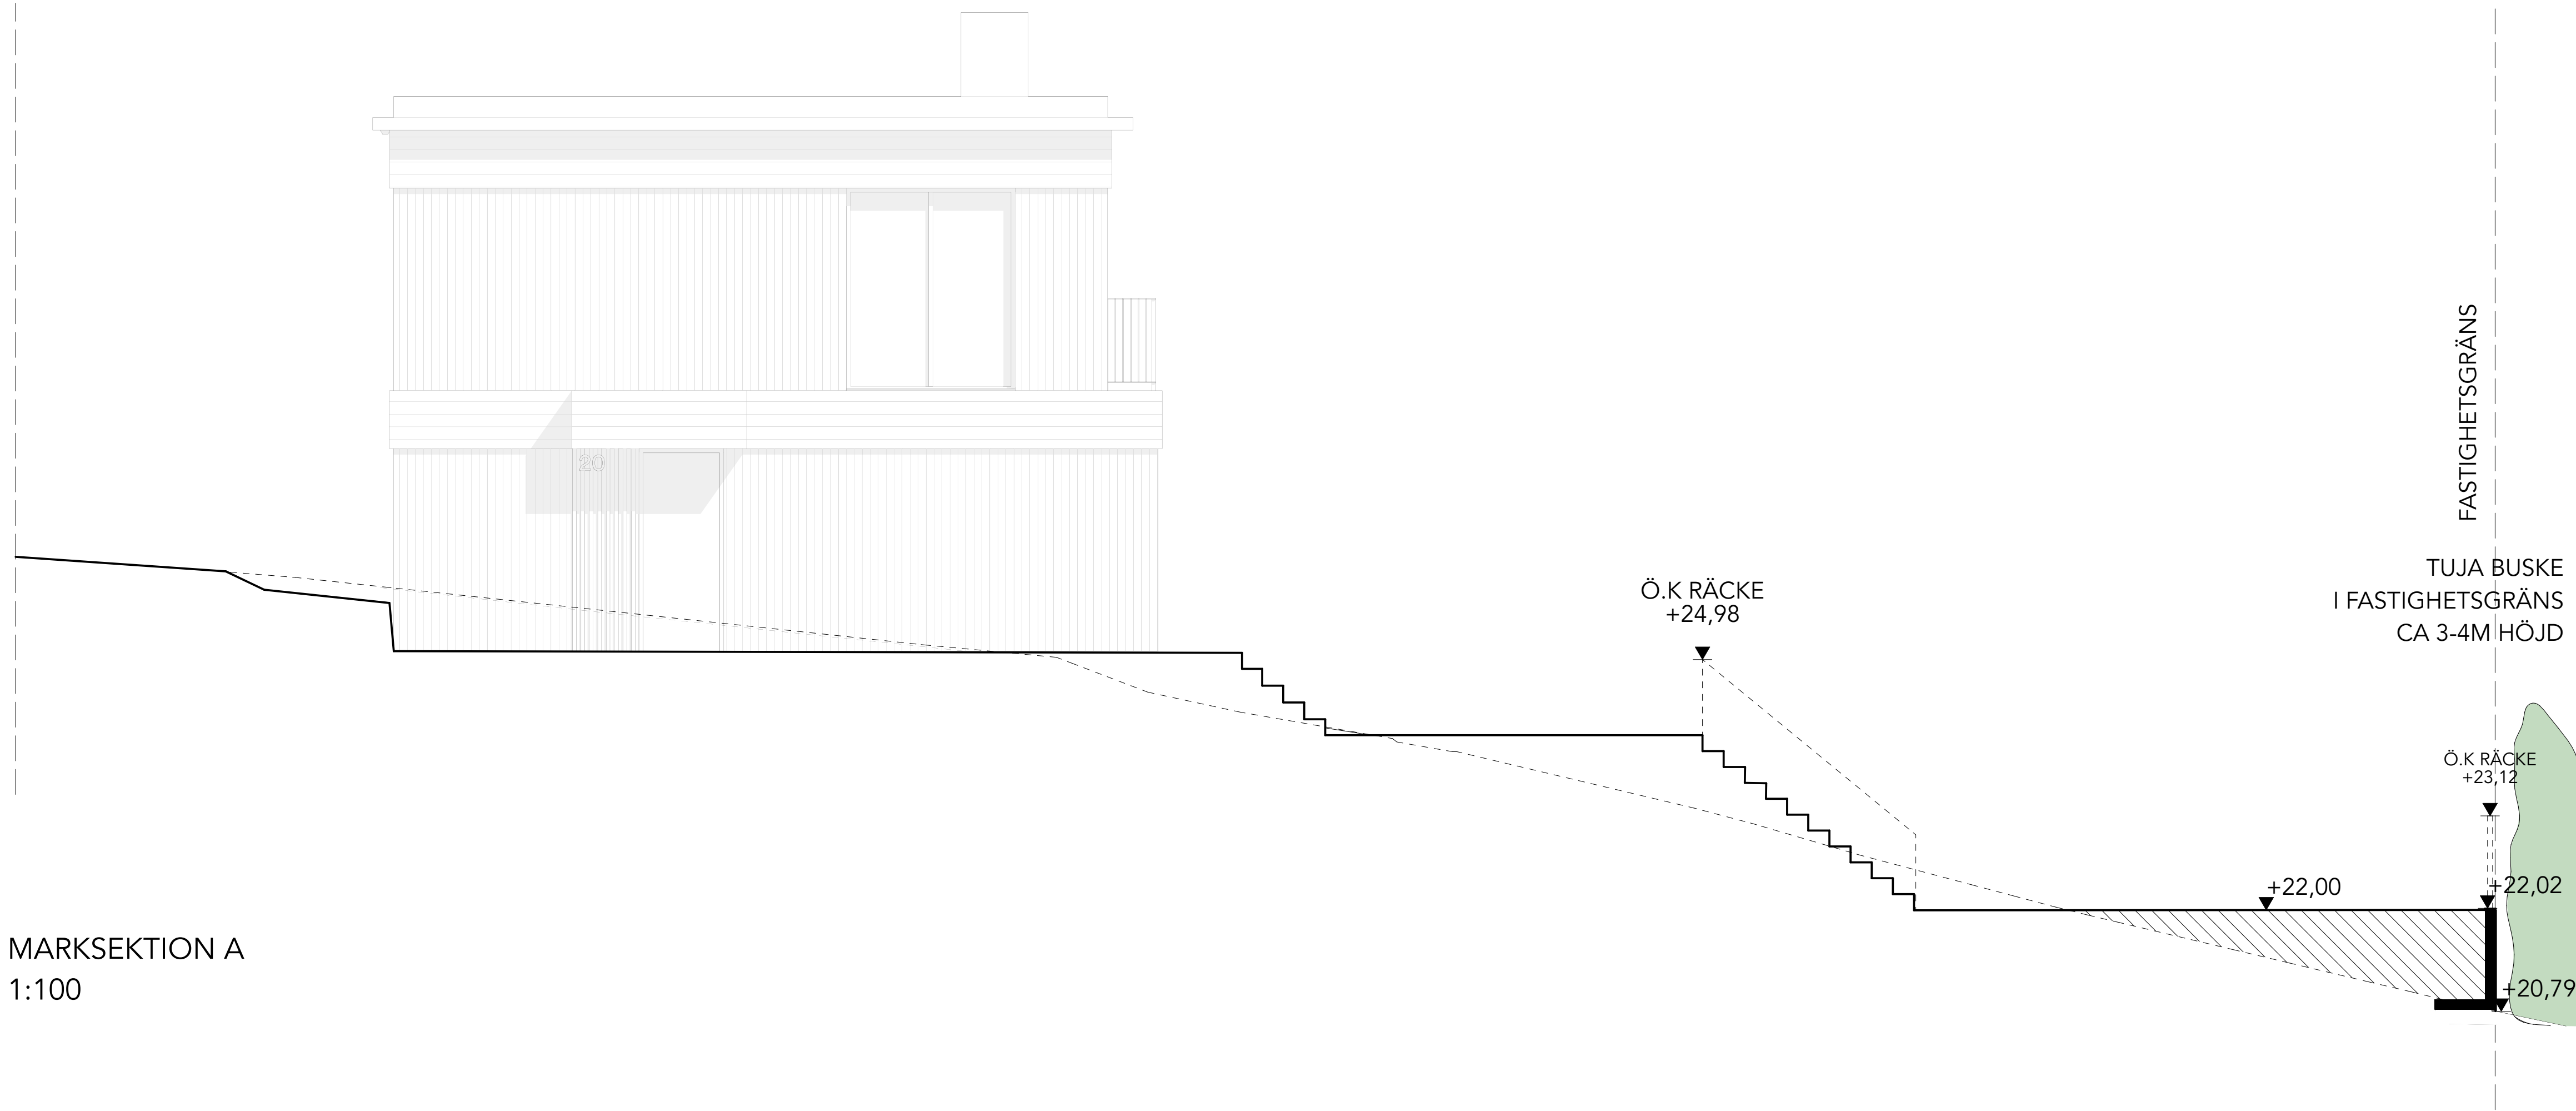 20
FASTIGHETSGRÄNS
TUJA BUSKE
I FASTIGHETSGRÄNS
CA 3-4M HÖJD
Ö.K RÄCKE
+24,98
Ö.K RÄCKE
+23,12
+22,00
+22,02
+20,79
MARKSEKTION A
1:100